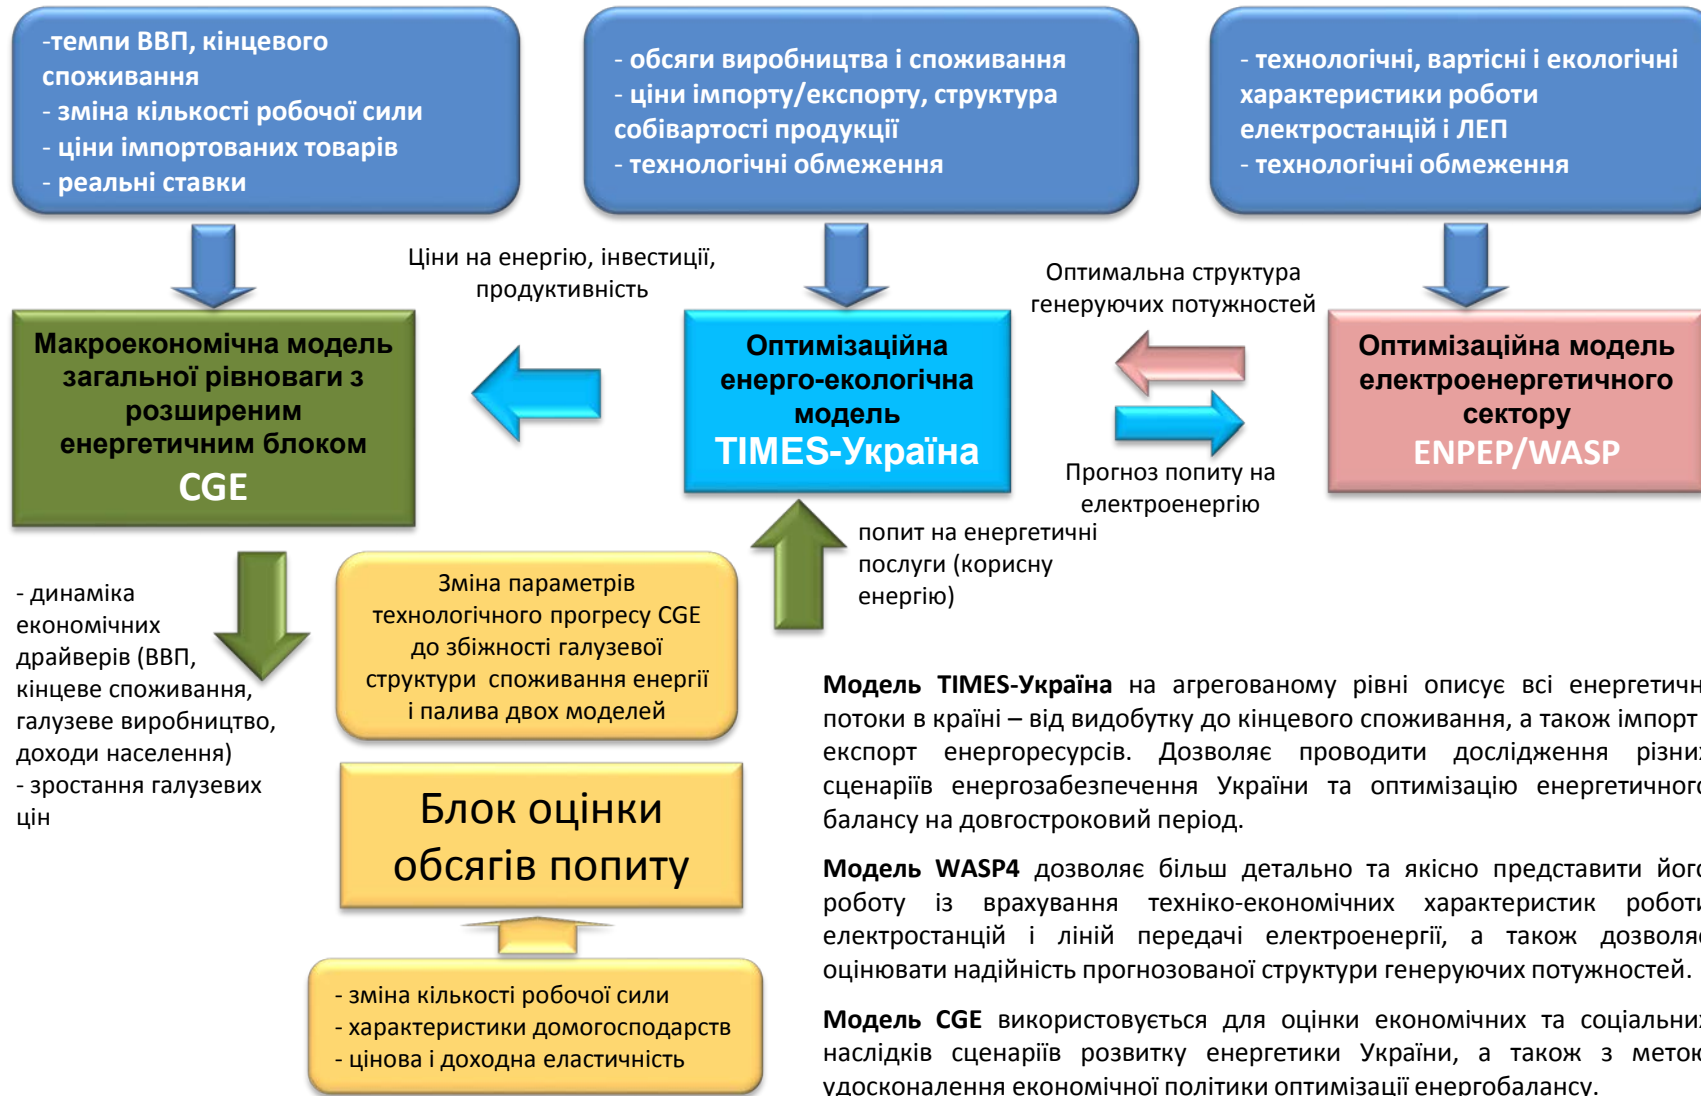 -темпи ВВП, кінцевого
споживання
- зміна кількості робочої сили
- ціни імпортованих товарів
- реальні ставки
- обсяги виробництва і споживання
- ціни імпорту/експорту, структура
собівартості продукції
- технологічні обмеження
- технологічні, вартісні і екологічні
характеристики роботи
електростанцій і ЛЕП
- технологічні обмеження
Ціни на енергію, інвестиції,
продуктивність
Оптимальна структура
генеруючих потужностей
Макроекономічна модель
загальної рівноваги з
розширеним
енергетичним блоком
CGE
Оптимізаційна
енерго-екологічна
модель
TIMES-Україна
Оптимізаційна модель
електроенергетичного
сектору
ENPEP/WASP
Прогноз попиту на
електроенергію
попит на енергетичні
послуги (корисну
енергію)
- динаміка
економічних
драйверів (ВВП,
кінцеве споживання,
галузеве виробництво,
доходи населення)
- зростання галузевих
цін
Зміна параметрів
технологічного прогресу CGE
до збіжності галузевої
структури споживання енергії
і палива двох моделей
Блок оцінки
обсягів попиту
- зміна кількості робочої сили
- характеристики домогосподарств
- цінова і доходна еластичність
Модель TIMES-Україна на агрегованому рівні описує всі енергетичн
потоки в країні – від видобутку до кінцевого споживання, а також імпорт
експорт енергоресурсів. Дозволяє проводити дослідження різних
сценаріїв енергозабезпечення України та оптимізацію енергетичного
балансу на довгостроковий період.
Модель WASP4 дозволяє більш детально та якісно представити його
роботу із врахування техніко-економічних характеристик роботи
електростанцій і ліній передачі електроенергії, а також дозволяє
оцінювати надійність прогнозованої структури генеруючих потужностей.
Модель CGE використовується для оцінки економічних та соціальних
наслідків сценаріїв розвитку енергетики України, а також з метою
удосконалення економічної політики оптимізації енергобалансу.